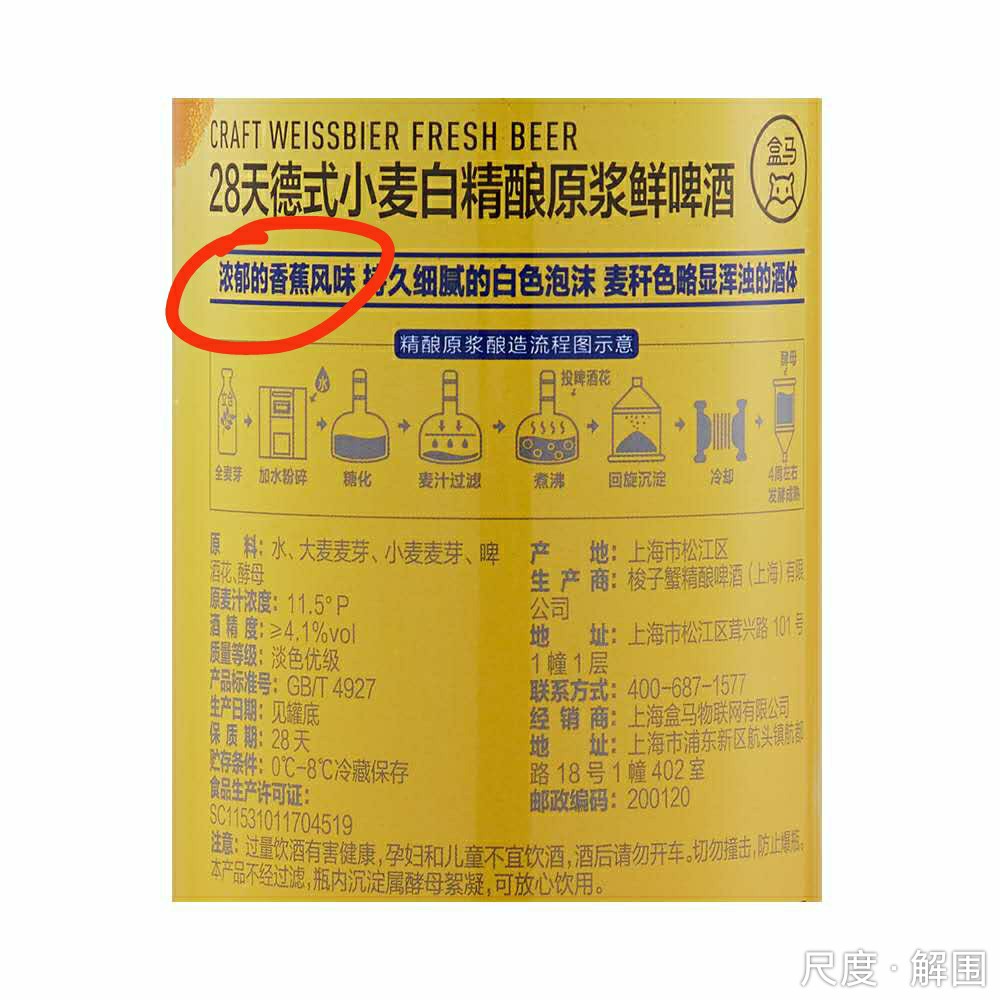 CRAFT WEISSBIER FRESH BEER
盒马
28天德式小麦白精酿原浆鲜啤酒
浓郁的香蕉风味 持久细腻的白色泡沫 麦秆色略显浑浊的酒体
精酿原浆酿造流程图示意
水
投啤酒花
酵母
全麦芽 加水粉碎 糖化 麦汁过滤 煮沸 回旋沉淀 冷却 4周左右
发酵成熟
原 料：水、大麦麦芽、小麦麦芽、啤
酒花、酵母
原麦汁浓度：11.5°P
酒精度：≥4.1%vol
质量等级：淡色优级
产品标准号：GB/T 4927
生产日期：见罐底
保质期：28天
贮存条件：0℃-8℃冷藏保存
食品生产许可证：
SC11531011704519
产 地：上海市松江区
生产商：梭子蟹精酿啤酒（上海）有限
公司
地 址：上海市松江区茸兴路101号
1幢1层
联系方式：400-687-1577
经销商：上海盒马物联网有限公司
地 址：上海市浦东新区航头镇航都
路18号1幢402室
邮政编码：200120
注意：过量饮酒有害健康，孕妇和儿童不宜饮酒，酒后请勿开车。切勿撞击，防止爆瓶。
本产品不经过滤，瓶内沉淀属酵母絮凝，可放心饮用。
尺度·解围